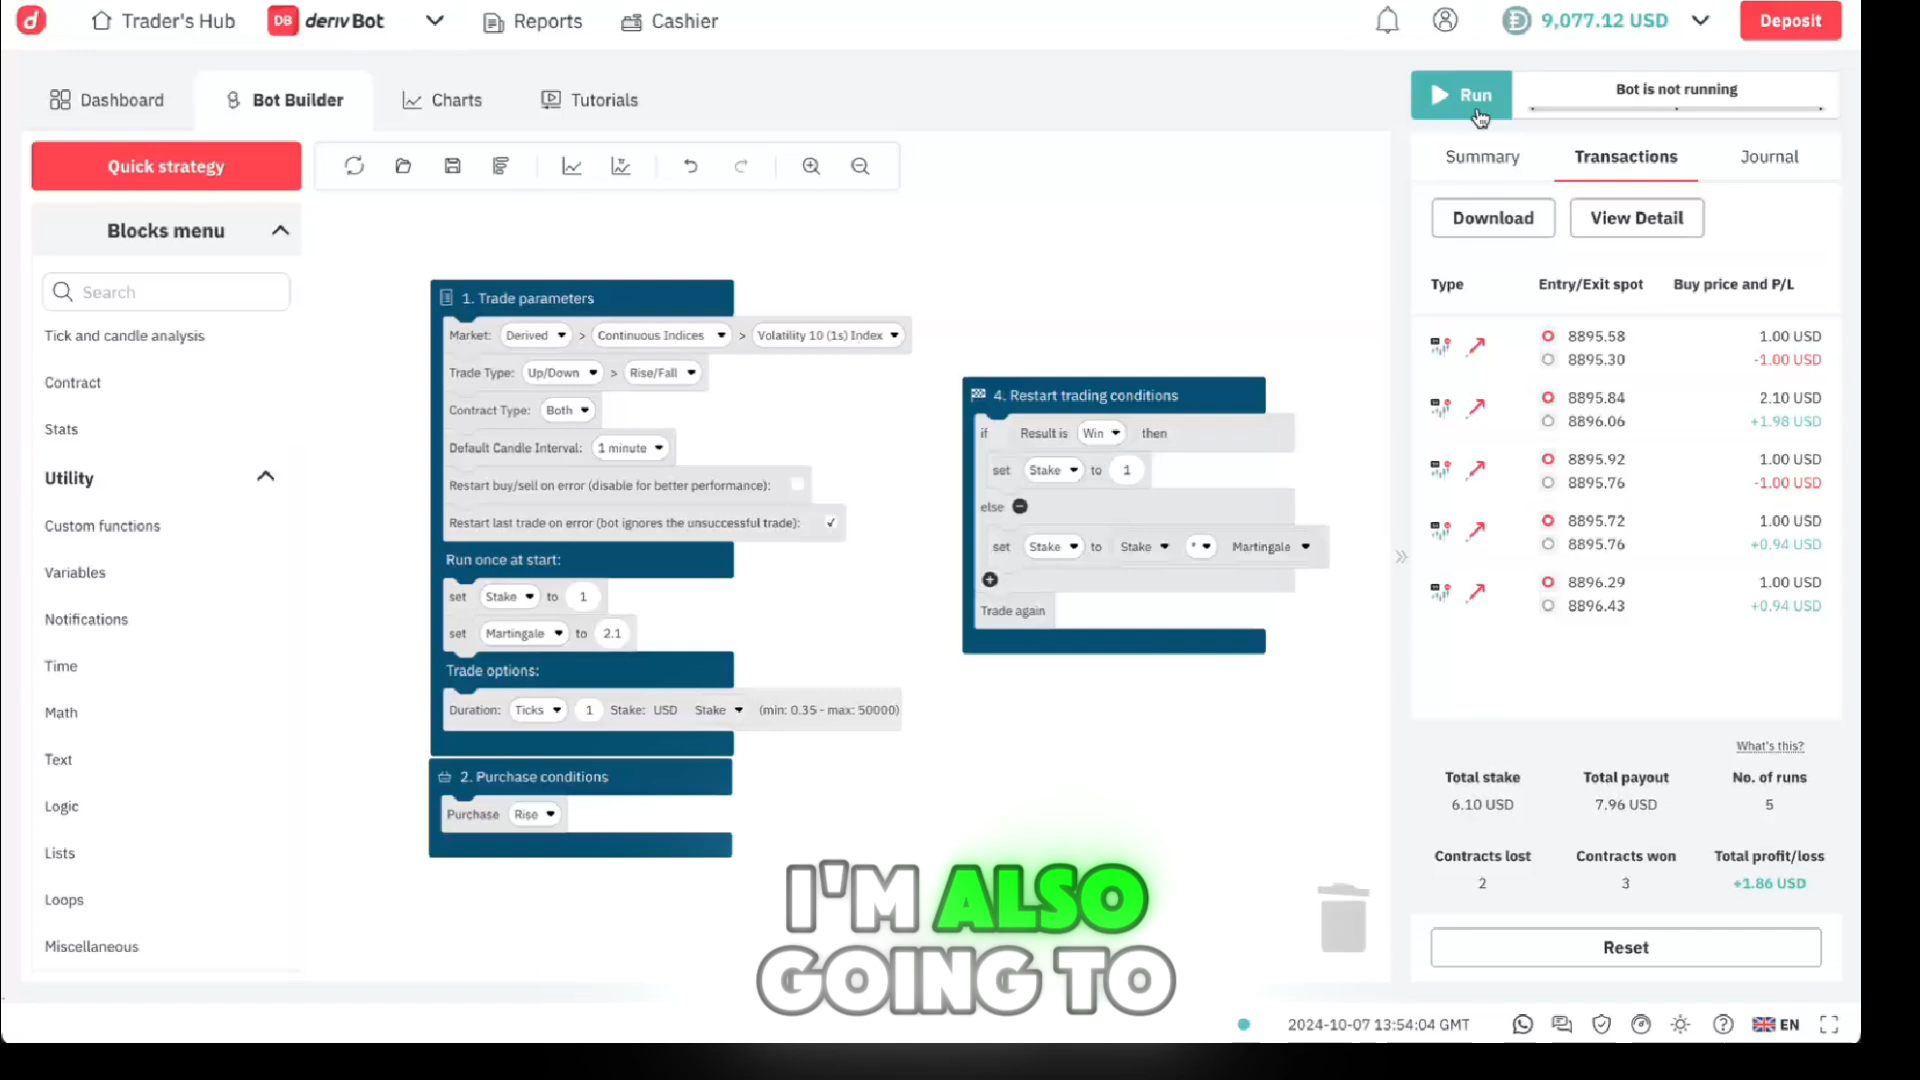 Trader's Hub DB derivBot Reports Cashier 9,077.12 USD Deposit
Dashboard Bot Builder Charts Tutorials Run Bot is not running
Quick strategy
Summary Transactions Journal
Download View Detail
Blocks menu
Search
Tick and candle analysis
Contract
Stats
Utility
Custom functions
Variables
Notifications
Time
Math
Text
Logic
Lists
Loops
Miscellaneous
1. Trade parameters
Market: Derived > Continuous Indices > Volatility 10 (1s) Index
Trade Type: Up/Down > Rise/Fall
Contract Type: Both
Default Candle Interval: 1 minute
Restart buy/sell on error (disable for better performance):
Restart last trade on error (bot ignores the unsuccessful trade): ✓
Run once at start:
set Stake to 1
set Martingale to 2.1
Trade options:
Duration: Ticks 1 Stake: USD Stake (min: 0.35 - max: 50000)
2. Purchase conditions
Purchase Rise
4. Restart trading conditions
if Result is Win then
set Stake to 1
else
set Stake to Stake * Martingale
Trade again
Type Entry/Exit spot Buy price and P/L
8895.58 1.00 USD
8895.30 -1.00 USD
8895.84 2.10 USD
8896.06 +1.98 USD
8895.92 1.00 USD
8895.76 -1.00 USD
8895.72 1.00 USD
8895.76 +0.94 USD
8896.29 1.00 USD
8896.43 +0.94 USD
What's this?
Total stake Total payout No. of runs
6.10 USD 7.96 USD 5
Contracts lost Contracts won Total profit/loss
2 3 +1.86 USD
Reset
I'M ALSO
GOING TO
2024-10-07 13:54:04 GMT EN